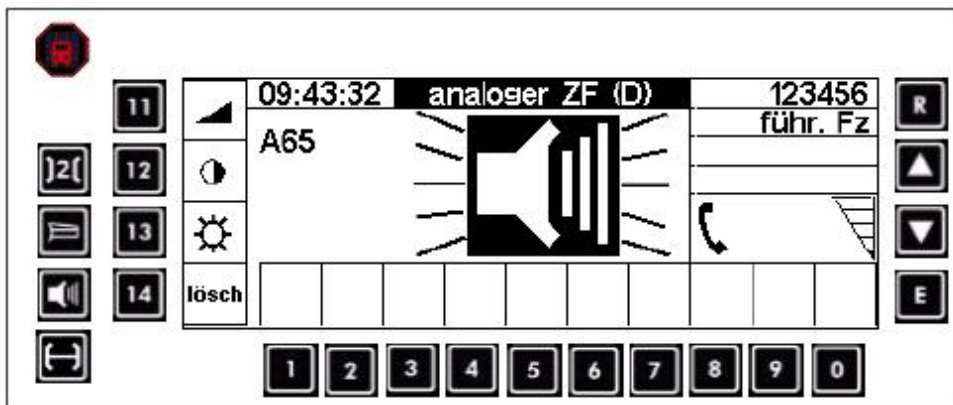 11
09:43:32 analoger ZF (D) 123456
R
führ. Fz
A65
)2(
12
13
14
lösch
E
1 2 3 4 5 6 7 8 9 0